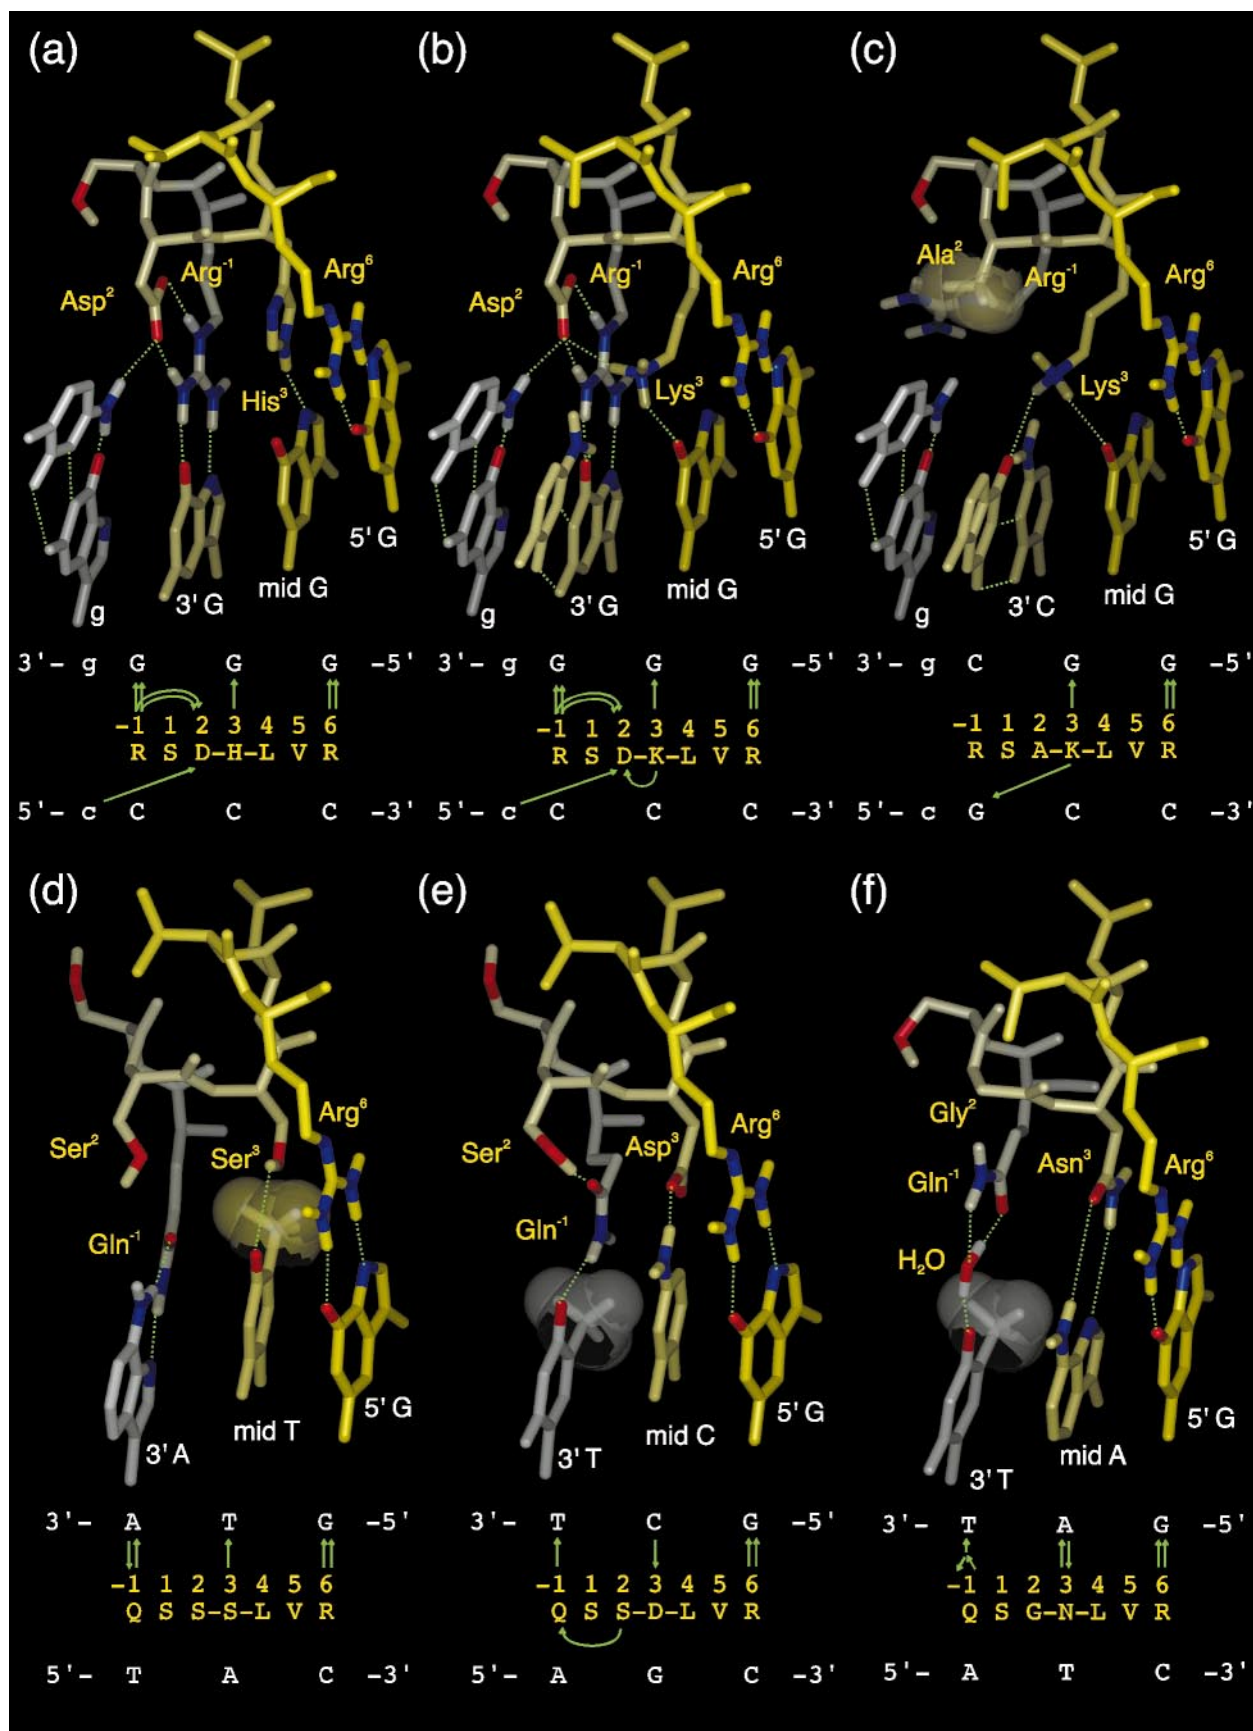 (a) (b) (c)
Asp² Arg⁻¹ Arg⁶ His³
g 3' G mid G 5' G
Asp² Arg⁻¹ Arg⁶ Lys³
g 3' G mid G 5' G
Ala² Arg⁻¹ Arg⁶ Lys³
g 3' C mid G 5' G
3'– g G G G –5'
–1 1 2 3 4 5 6
R S D–H–L V R
5'– c C C C –3'
3'– g G G G –5'
–1 1 2 3 4 5 6
R S D–K–L V R
5'– c C C C –3'
3'– g C G G –5'
–1 1 2 3 4 5 6
R S A–K–L V R
5'– c G C C –3'
(d) (e) (f)
Ser² Ser³ Arg⁶ Gln⁻¹
3' A mid T 5' G
Ser² Asp³ Arg⁶ Gln⁻¹
3' T mid C 5' G
Gly² Gln⁻¹ Asn³ Arg⁶ H₂O
3' T mid A 5' G
3'– A T G –5'
–1 1 2 3 4 5 6
Q S S–S–L V R
5'– T A C –3'
3'– T C G –5'
–1 1 2 3 4 5 6
Q S S–D–L V R
5'– A G C –3'
3'– T A G –5'
–1 1 2 3 4 5 6
Q S G–N–L V R
5'– A T C –3'